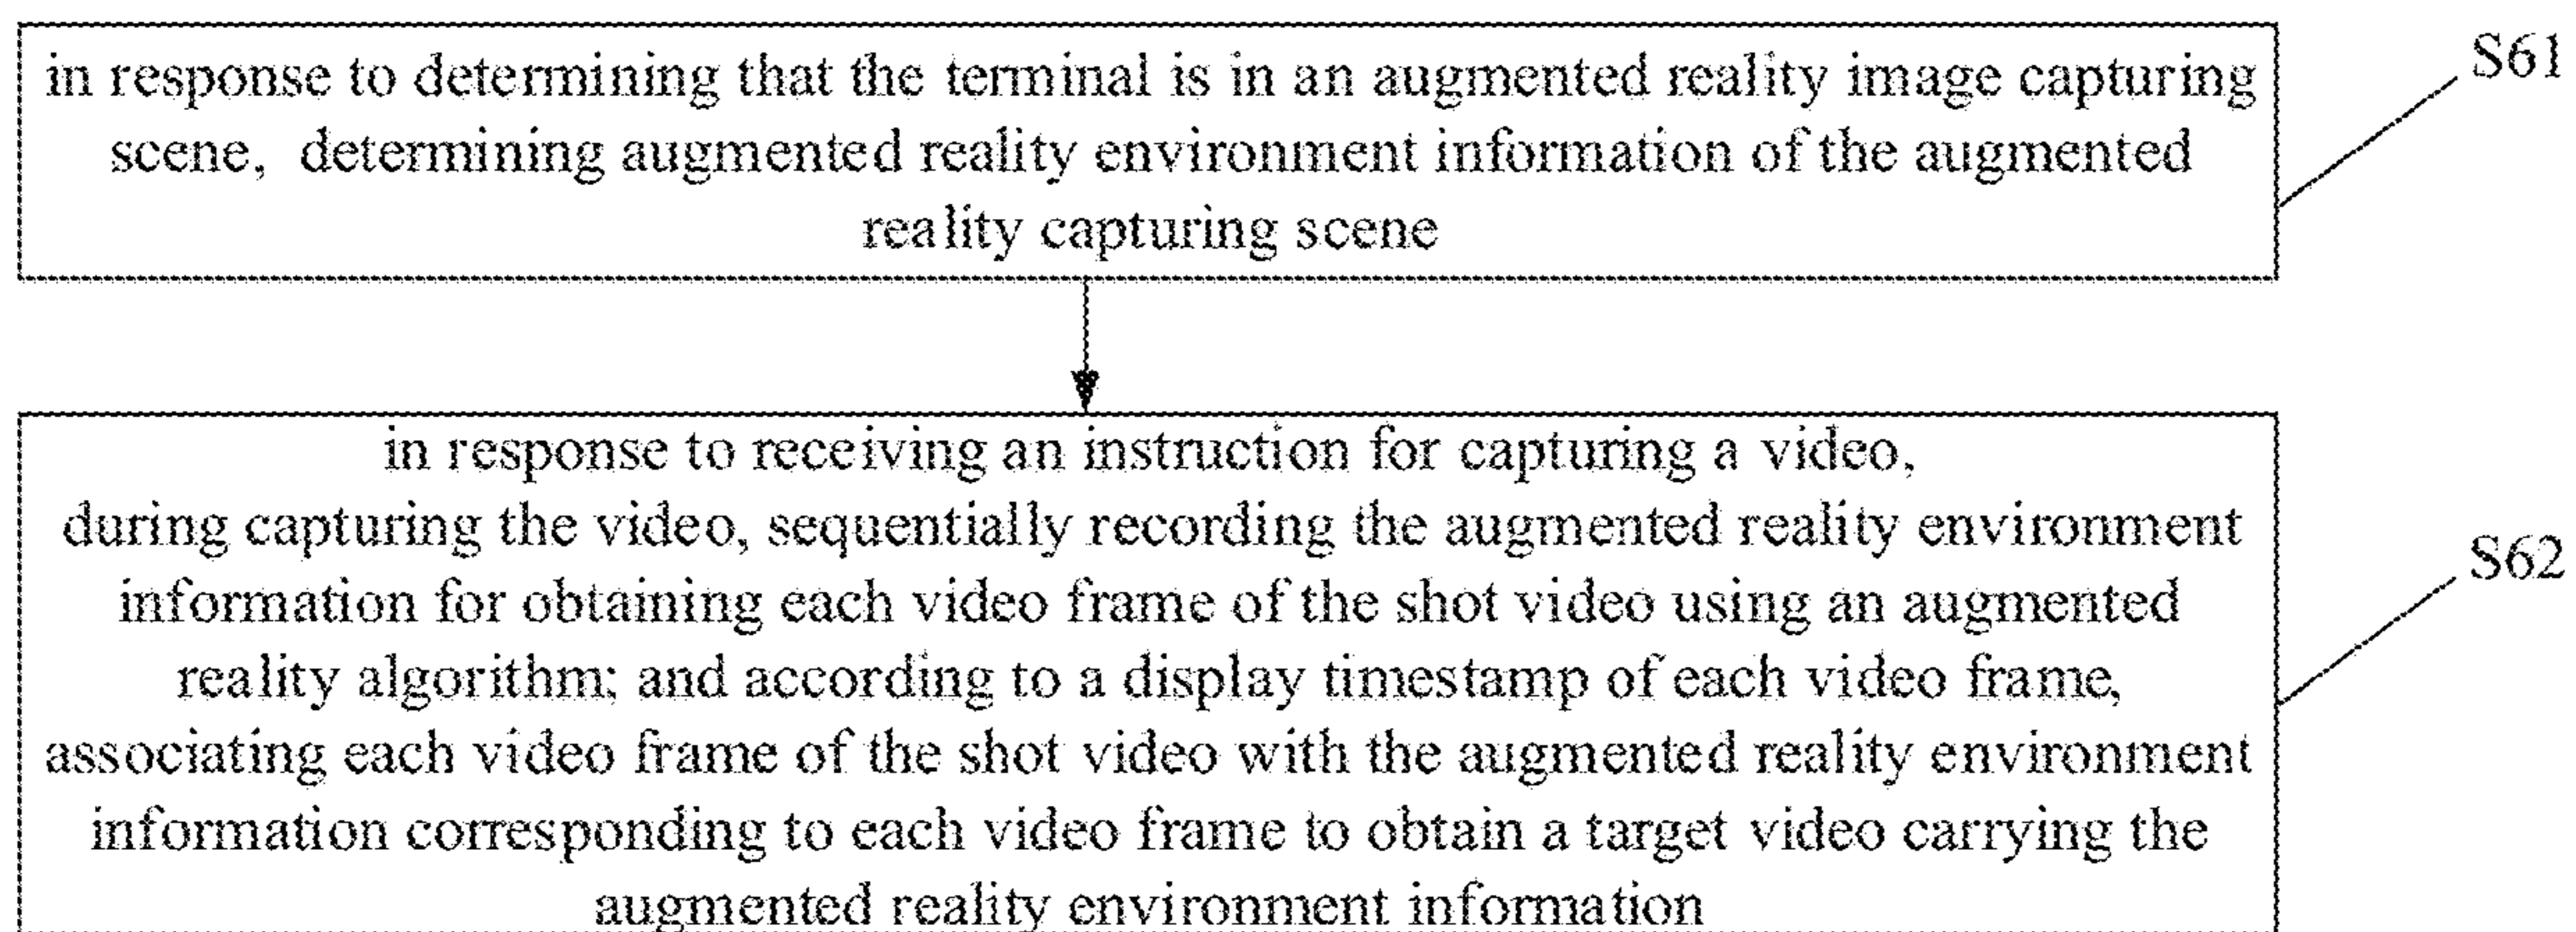 in response to determining that the terminal is in an augmented reality image capturing
scene, determining augmented reality environment information of the augmented
reality capturing scene
S61
in response to receiving an instruction for capturing a video,
during capturing the video, sequentially recording the augmented reality environment
information for obtaining each video frame of the shot video using an augmented
reality algorithm; and according to a display timestamp of each video frame,
associating each video frame of the shot video with the augmented reality environment
information corresponding to each video frame to obtain a target video carrying the
augmented reality environment information
S62